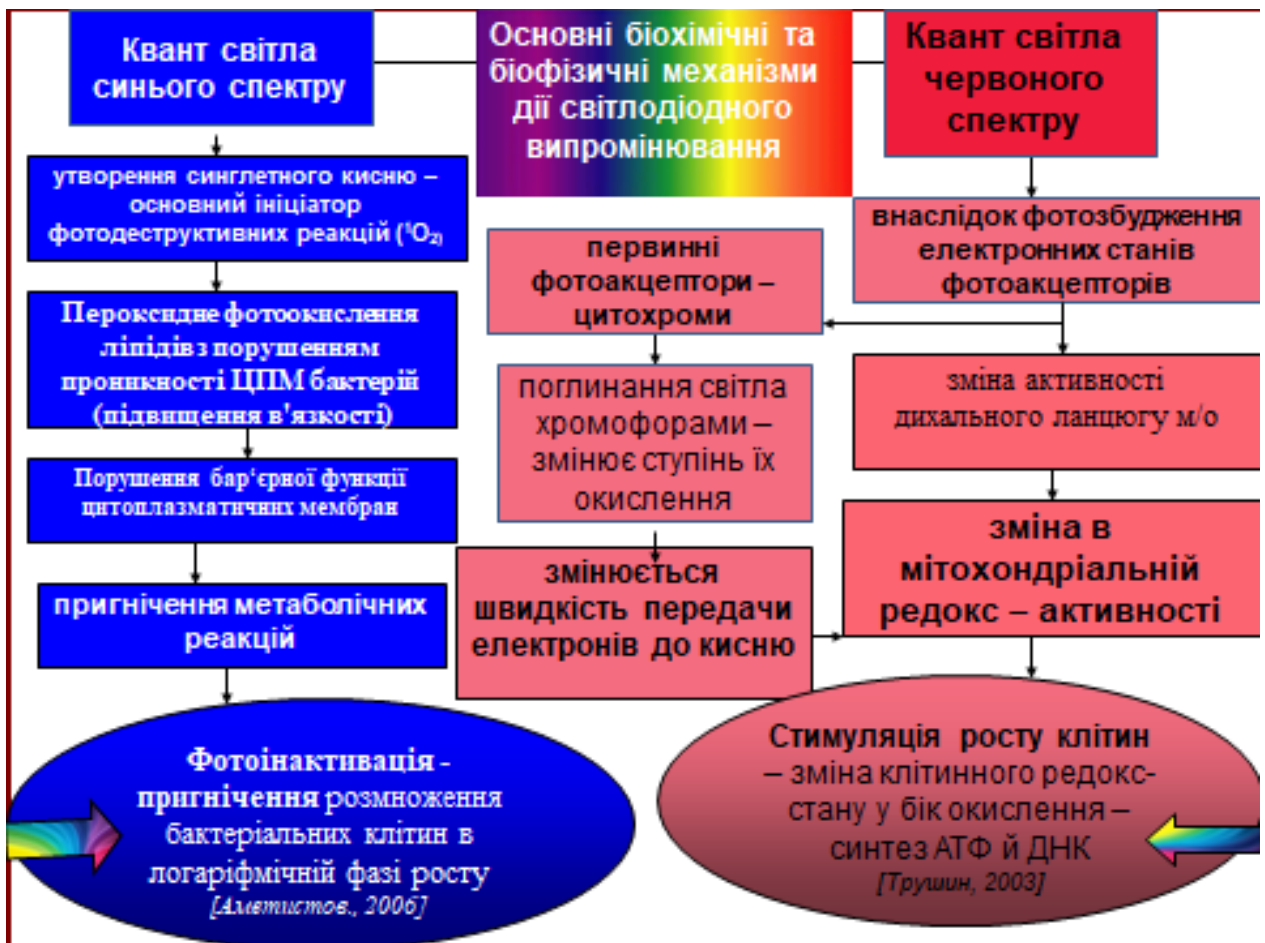 Квант світла
синього спектру
утворення синглетного кисню –
основний ініціатор
фотодеструктивних реакцій (¹O₂)
Пероксидне фотоокислення
ліпідів з порушенням
проникності ЦПМ бактерій
(підвищення в'язкості)
Порушення бар‘єрної функції
цитоплазматичних мембран
пригнічення метаболічних
реакцій
Фотоінактивація -
пригнічення розмноження
бактеріальних клітин в
логаріфмічній фазі росту
[Аметистов., 2006]
Основні біохімічні та
біофізичні механізми
дії світлодіодного
випромінювання
первинні
фотоакцептори –
цитохроми
поглинання світла
хромофорами –
змінює ступінь їх
окислення
змінюється
швидкість передачи
електронів до кисню
Квант світла
червоного
спектру
внаслідок фотозбудження
електронних станів
фотоакцепторів
зміна активності
дихального ланцюгу м/о
зміна в
мітохондріальній
редокс – активності
Стимуляція росту клітин
– зміна клітинного редокс-
стану у бік окислення –
синтез АТФ й ДНК
[Трушин, 2003]